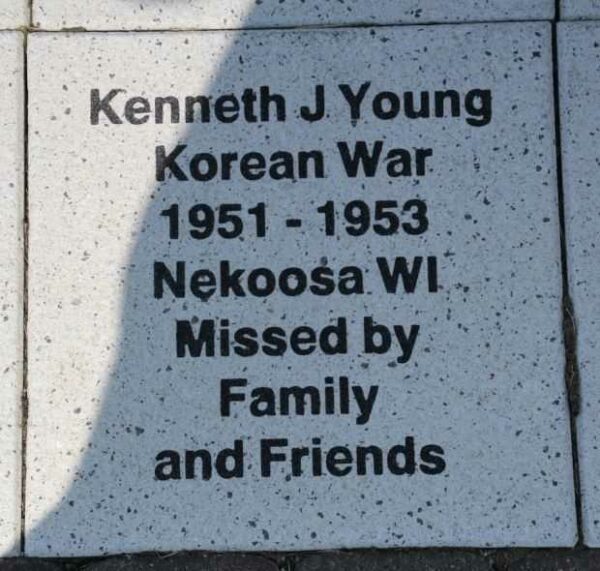 Kenneth J Young
Korean War
1951 - 1953
Nekoosa WI
Missed by
Family
and Friends